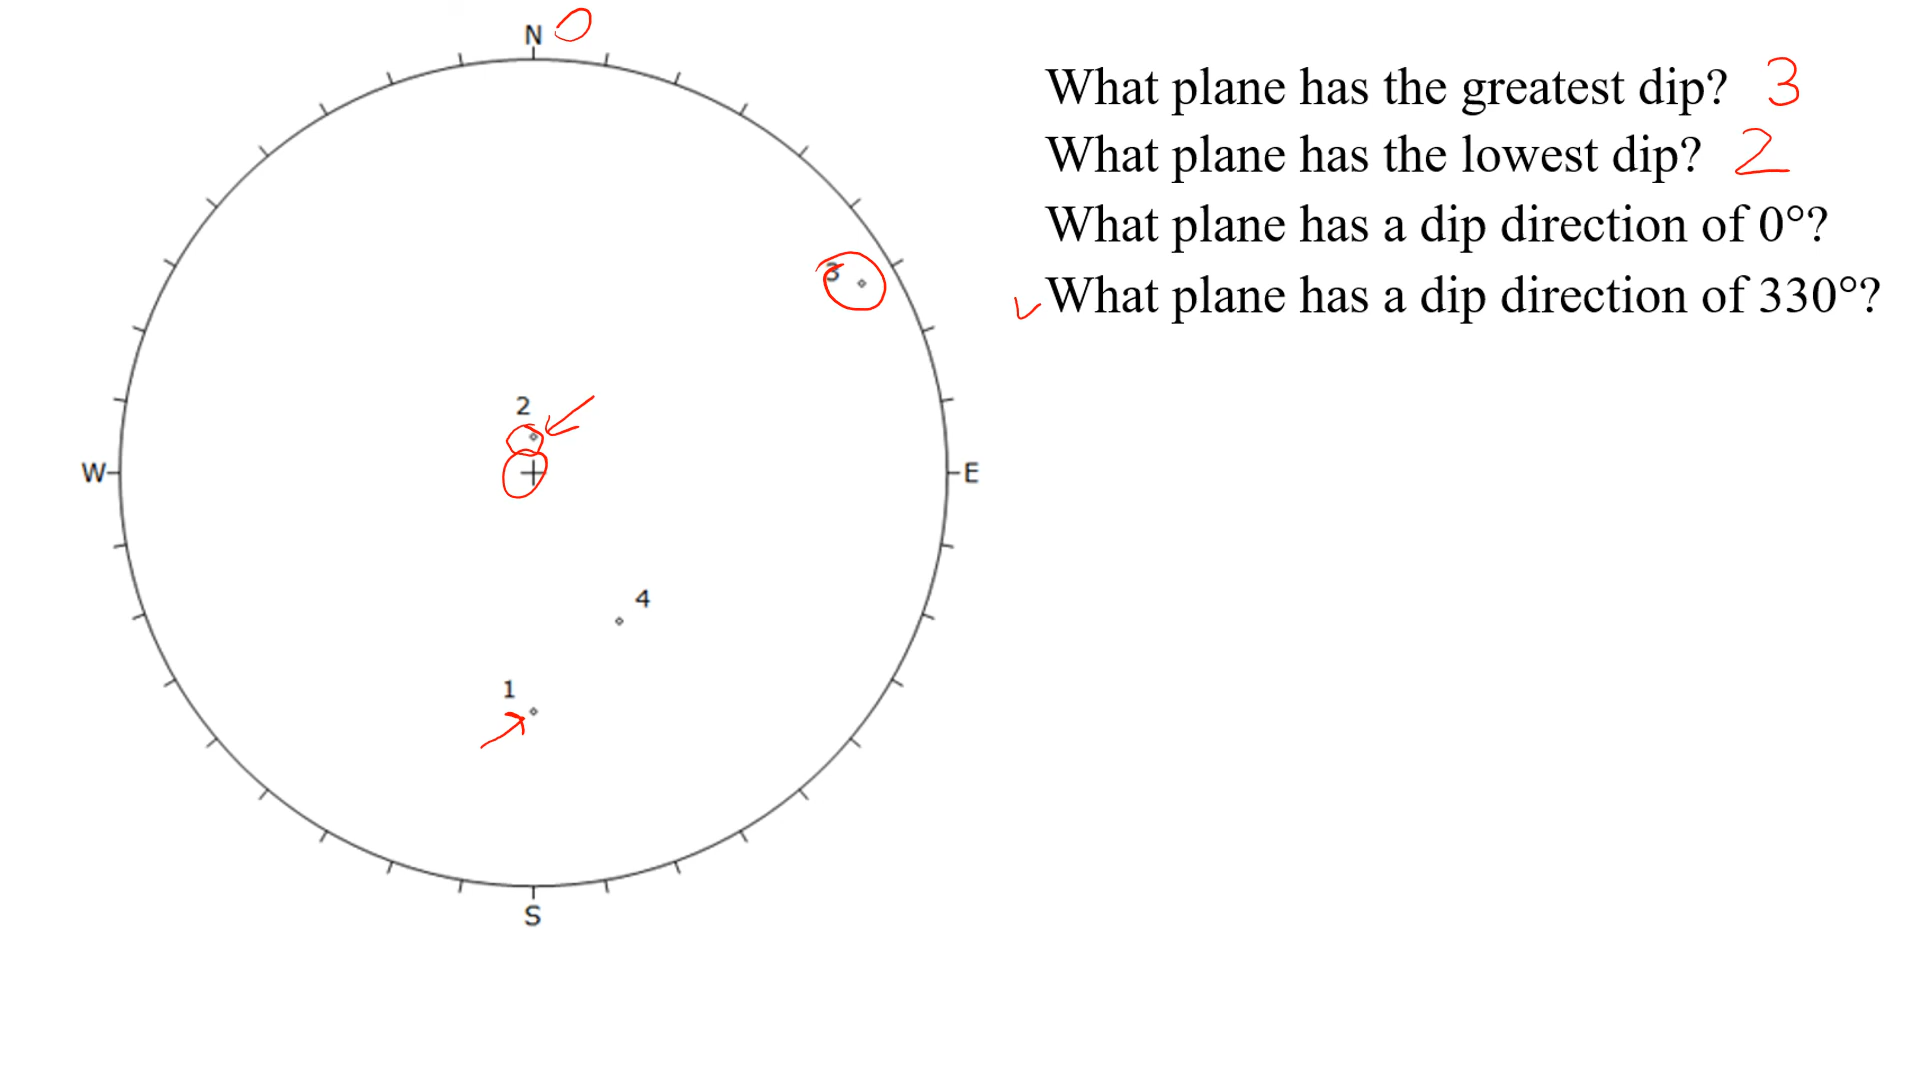 N 0
What plane has the greatest dip? 3
What plane has the lowest dip? 2
What plane has a dip direction of 0°?
What plane has a dip direction of 330°?
3
2
W
E
4
1
S